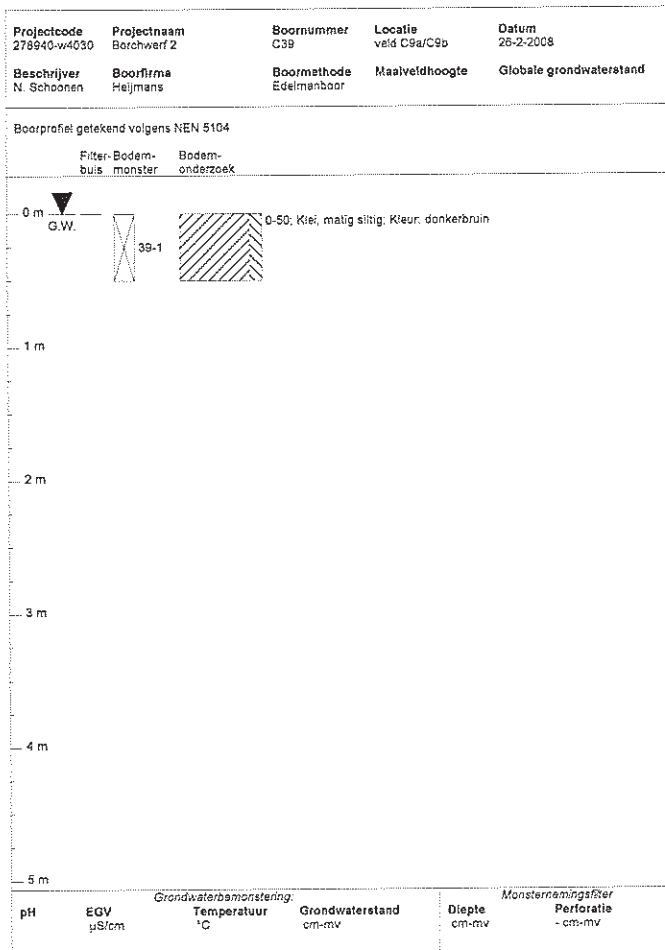 Projectcode Projectnaam Boornummer Locatie Datum
278940-w4030 Borchwerf 2 C39 veld C9a/C9b 26-2-2008
Beschrijver Boorfirma Boormethode Maaiveldhoogte Globale grondwaterstand
N. Schoonen Heijmans Edelmanboor
Boorprofiel getekend volgens NEN 5104
Filter- Bodem- Bodem-
buis monster onderzoek
0 m
G.W.
39-1
0-50; Klei, matig siltig; Kleur: donkerbruin
1 m
2 m
3 m
4 m
5 m
Grondwaterbemonstering: Monsternemingsfilter
pH EGV Temperatuur Grondwaterstand Diepte Perforatie
µS/cm °C cm-mv cm-mv - cm-mv